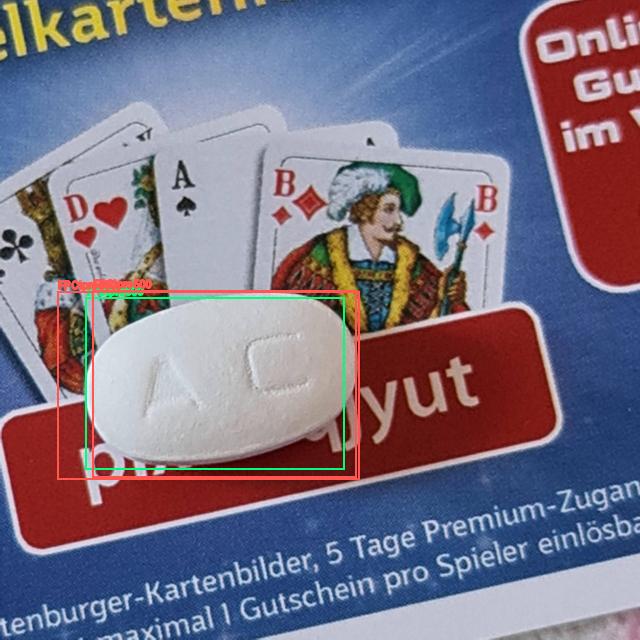 elkarten
Onli
Gu
im
D
A
B
B
A C
yut
tenburger-Kartenbilder, 5 Tage Premium-Zugan
maximal 1 Gutschein pro Spieler einlösba